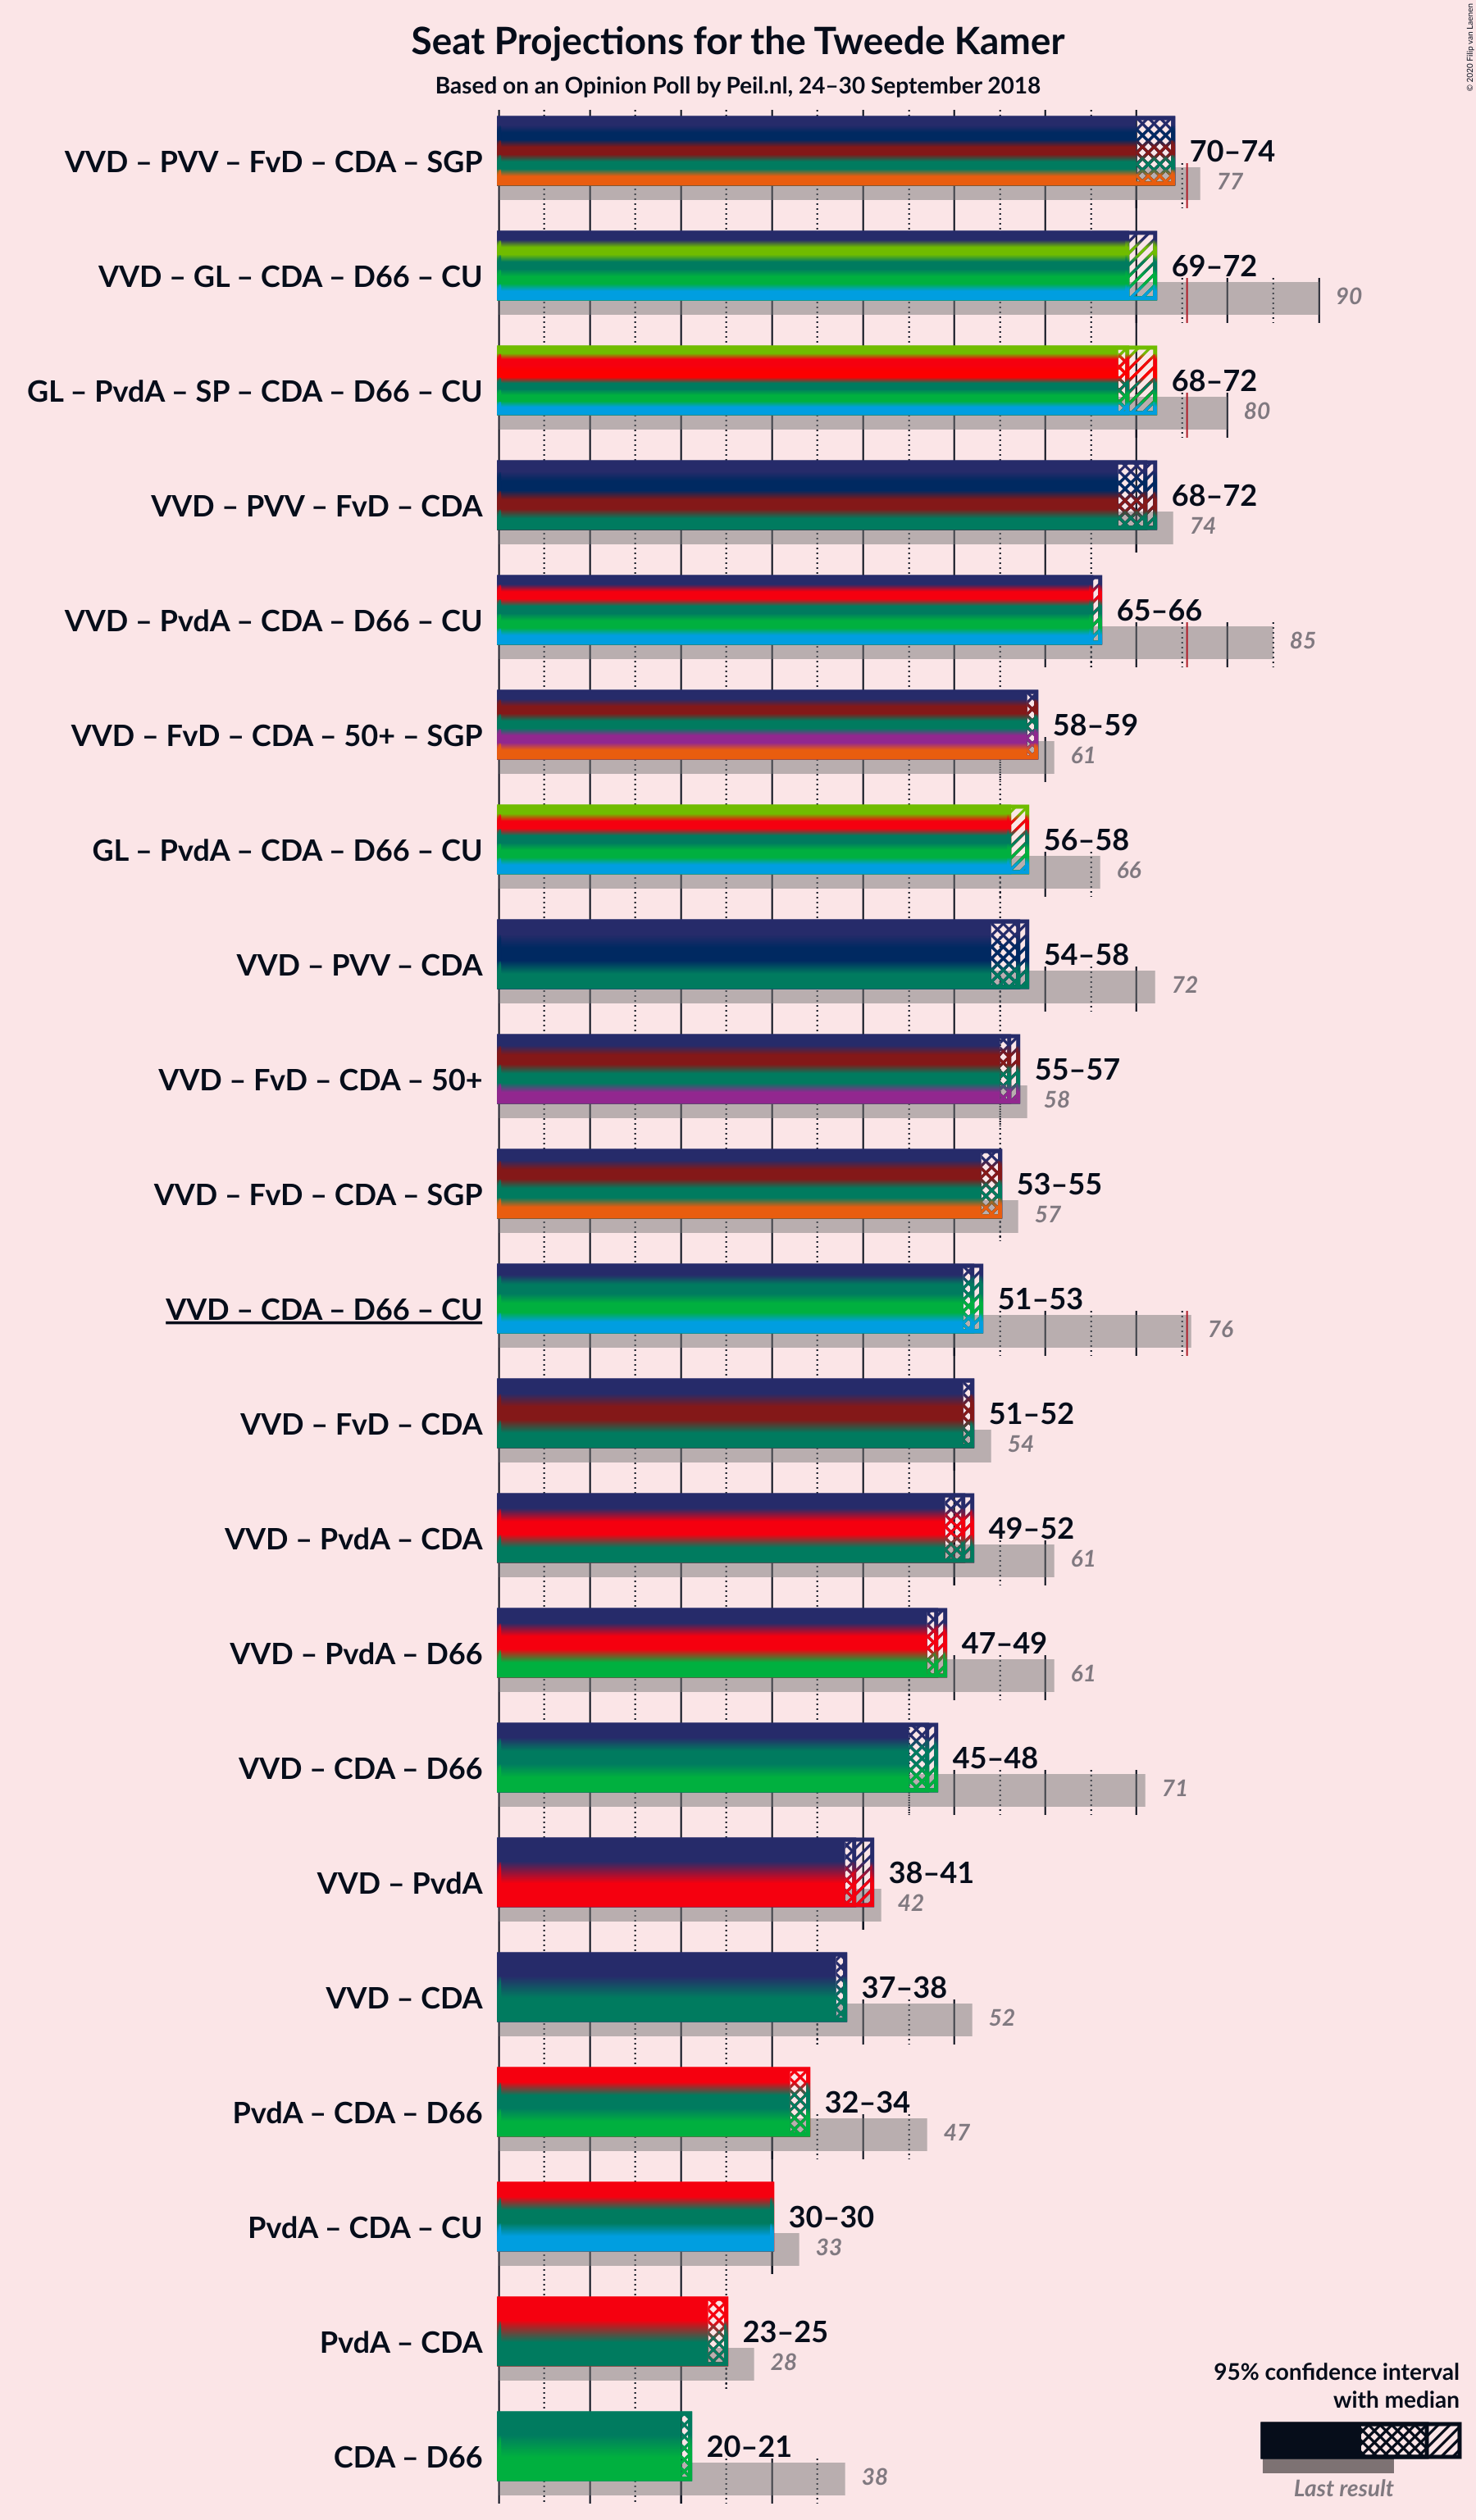 Seat Projections for the Tweede Kamer
Based on an Opinion Poll by Peil.nl, 24–30 September 2018
© 2020 Filip van Laenen
VVD – PVV – FvD – CDA – SGP
70–74
77
VVD – GL – CDA – D66 – CU
69–72
90
GL – PvdA – SP – CDA – D66 – CU
68–72
80
VVD – PVV – FvD – CDA
68–72
74
VVD – PvdA – CDA – D66 – CU
65–66
85
VVD – FvD – CDA – 50+ – SGP
58–59
61
GL – PvdA – CDA – D66 – CU
56–58
66
VVD – PVV – CDA
54–58
72
VVD – FvD – CDA – 50+
55–57
58
VVD – FvD – CDA – SGP
53–55
57
VVD – CDA – D66 – CU
51–53
76
VVD – FvD – CDA
51–52
54
VVD – PvdA – CDA
49–52
61
VVD – PvdA – D66
47–49
61
VVD – CDA – D66
45–48
71
VVD – PvdA
38–41
42
VVD – CDA
37–38
52
PvdA – CDA – D66
32–34
47
PvdA – CDA – CU
30–30
33
PvdA – CDA
23–25
28
CDA – D66
20–21
38
95% confidence interval
with median
Last result